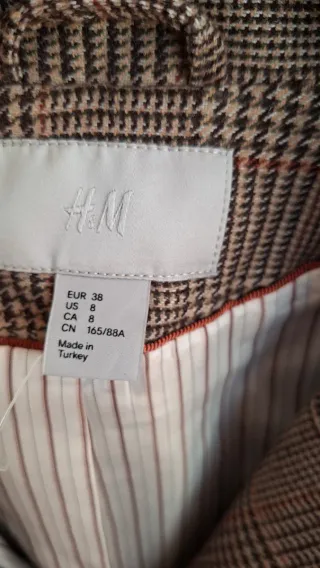 H&M
EUR 38
US 8
CA 8
CN 165/88A
Made in
Turkey